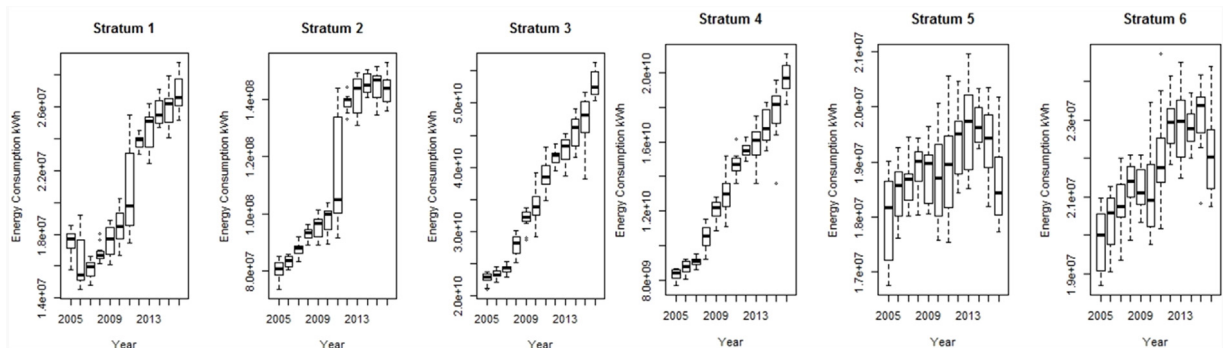 Stratum 1
Energy Consumption kWh
1.4e+07
1.8e+07
2.2e+07
2.6e+07
2005
2009
2013
Year
Stratum 2
Energy Consumption kWh
8.0e+07
1.0e+08
1.2e+08
1.4e+08
2005
2009
2013
Year
Stratum 3
Energy Consumption kWh
2.0e+10
3.0e+10
4.0e+10
5.0e+10
2005
2009
2013
Year
Stratum 4
Energy Consumption kWh
8.0e+09
1.2e+10
1.6e+10
2.0e+10
2005
2009
2013
Year
Stratum 5
Energy Consumption kWh
1.7e+07
1.8e+07
1.9e+07
2.0e+07
2.1e+07
2005
2009
2013
Year
Stratum 6
Energy Consumption kWh
1.9e+07
2.1e+07
2.3e+07
2005
2009
2013
Year